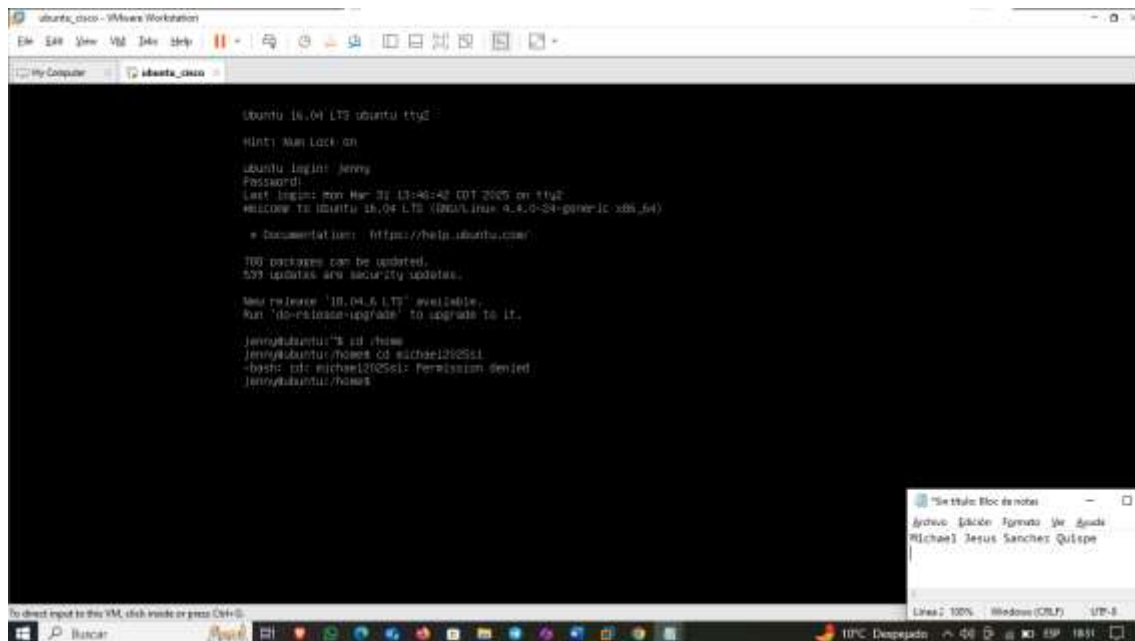 ubuntu_cisco - VMware Workstation
File Edit View VM Tabs Help
My Computer
ubuntu_cisco
Ubuntu 16.04 LTS ubuntu tty2
Hint: Num Lock on
ubuntu login: jenny
Password:
Last login: Mon Mar 31 13:46:42 CDT 2025 on tty2
Welcome to Ubuntu 16.04 LTS (GNU/Linux 4.4.0-24-generic x86_64)
* Documentation: https://help.ubuntu.com/
packages can be updated.
539 updates are security updates.
New release '18.04.6 LTS' available.
Run 'do-release-upgrade' to upgrade to it.
jenny@ubuntu:~$ cd /home
jenny@ubuntu:/home$ cd michael2025si
-bash: cd: michael2025si: Permission denied
jenny@ubuntu:/home$
*Sin título: Bloc de notas
Archivo Edición Formato Ver Ayuda
Michael Jesus Sanchez Quispe
Línea 2 100% Windows (CRLF) UTF-8
To direct input to this VM, click inside or press Ctrl+G.
Buscar
10°C Despejado
ESP